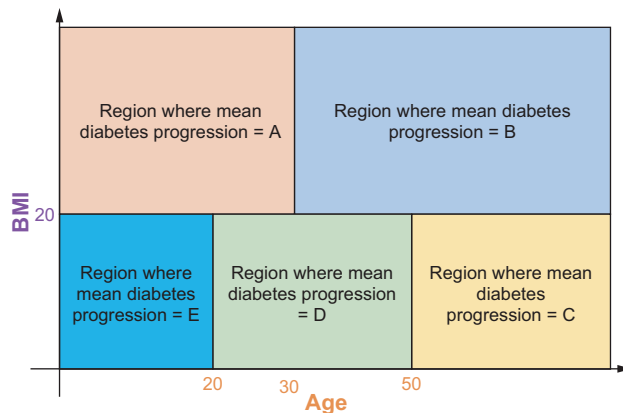 Region where mean
diabetes progression = A
Region where mean diabetes
progression = B
BMI
20
Region where
mean diabetes
progression = E
Region where mean
diabetes progression
= D
Region where mean
diabetes
progression = C
20
30
50
Age